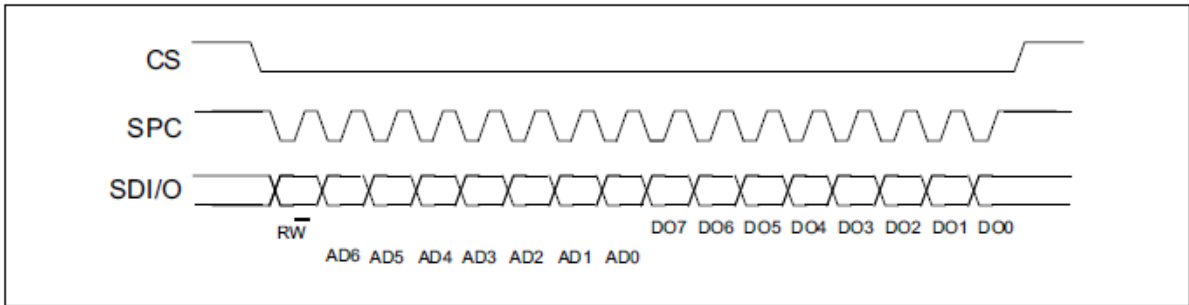 CS
SPC
SDI/O
RW̅
DO7 DO6 DO5 DO4 DO3 DO2 DO1 DO0
AD6 AD5 AD4 AD3 AD2 AD1 AD0